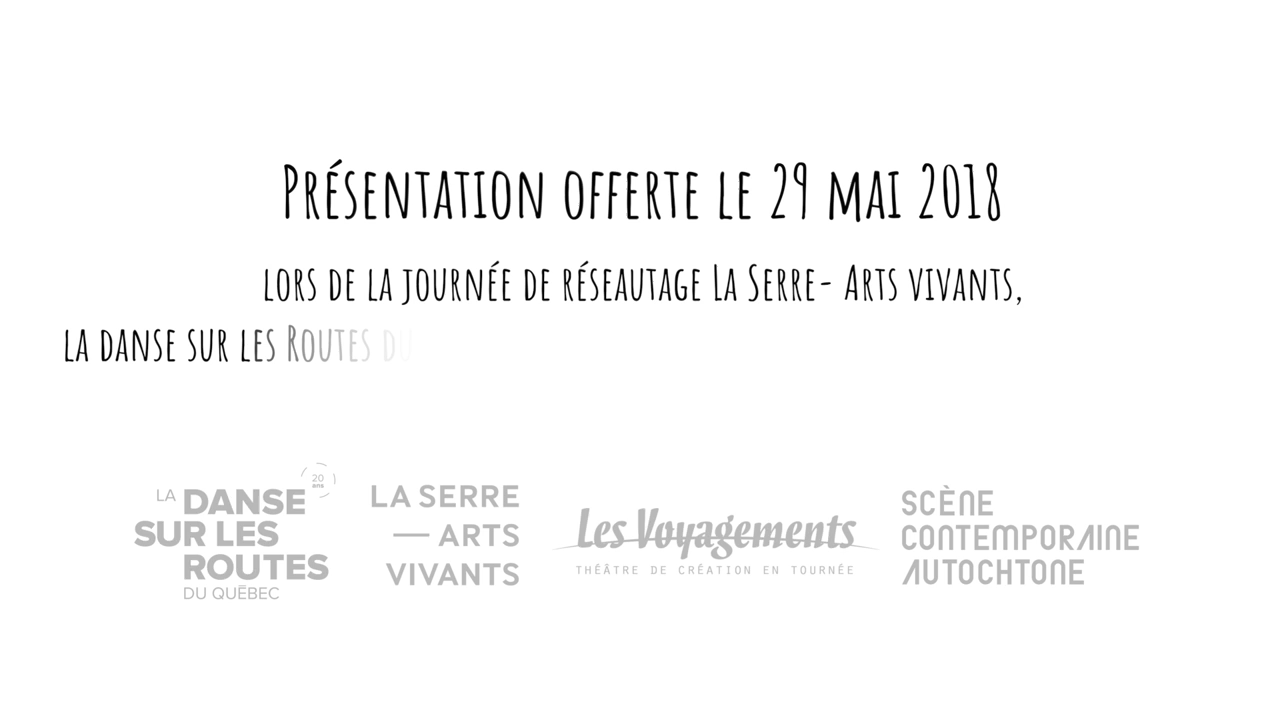 Présentation offerte le 29 mai 2018
lors de la journée de réseautage La Serre- Arts vivants,
la danse sur les Routes du
LA DANSE
SUR LES
ROUTES
DU QUÉBEC
20
ans
LA SERRE
— ARTS
VIVANTS
Les Voyagements
THÉÂTRE DE CRÉATION EN TOURNÉE
SCÈNE
CONTEMPORAINE
AUTOCHTONE